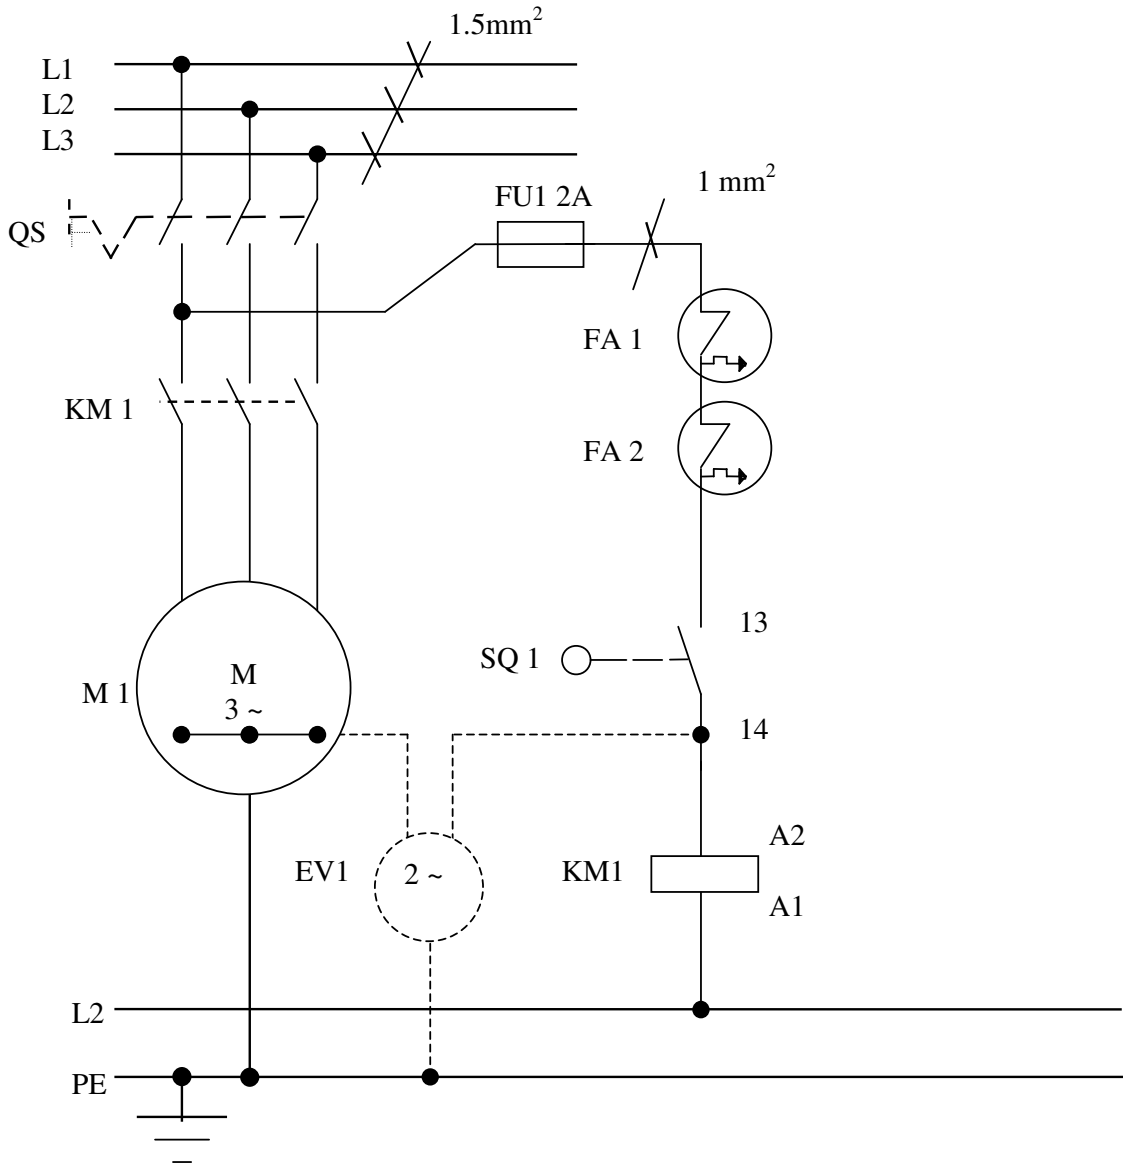 1.5mm²
L1
L2
L3
1 mm²
FU1 2A
QS
FA 1
KM 1
FA 2
13
SQ 1
M
M 1
3 ~
14
A2
EV1
2 ~
KM1
A1
L2
PE